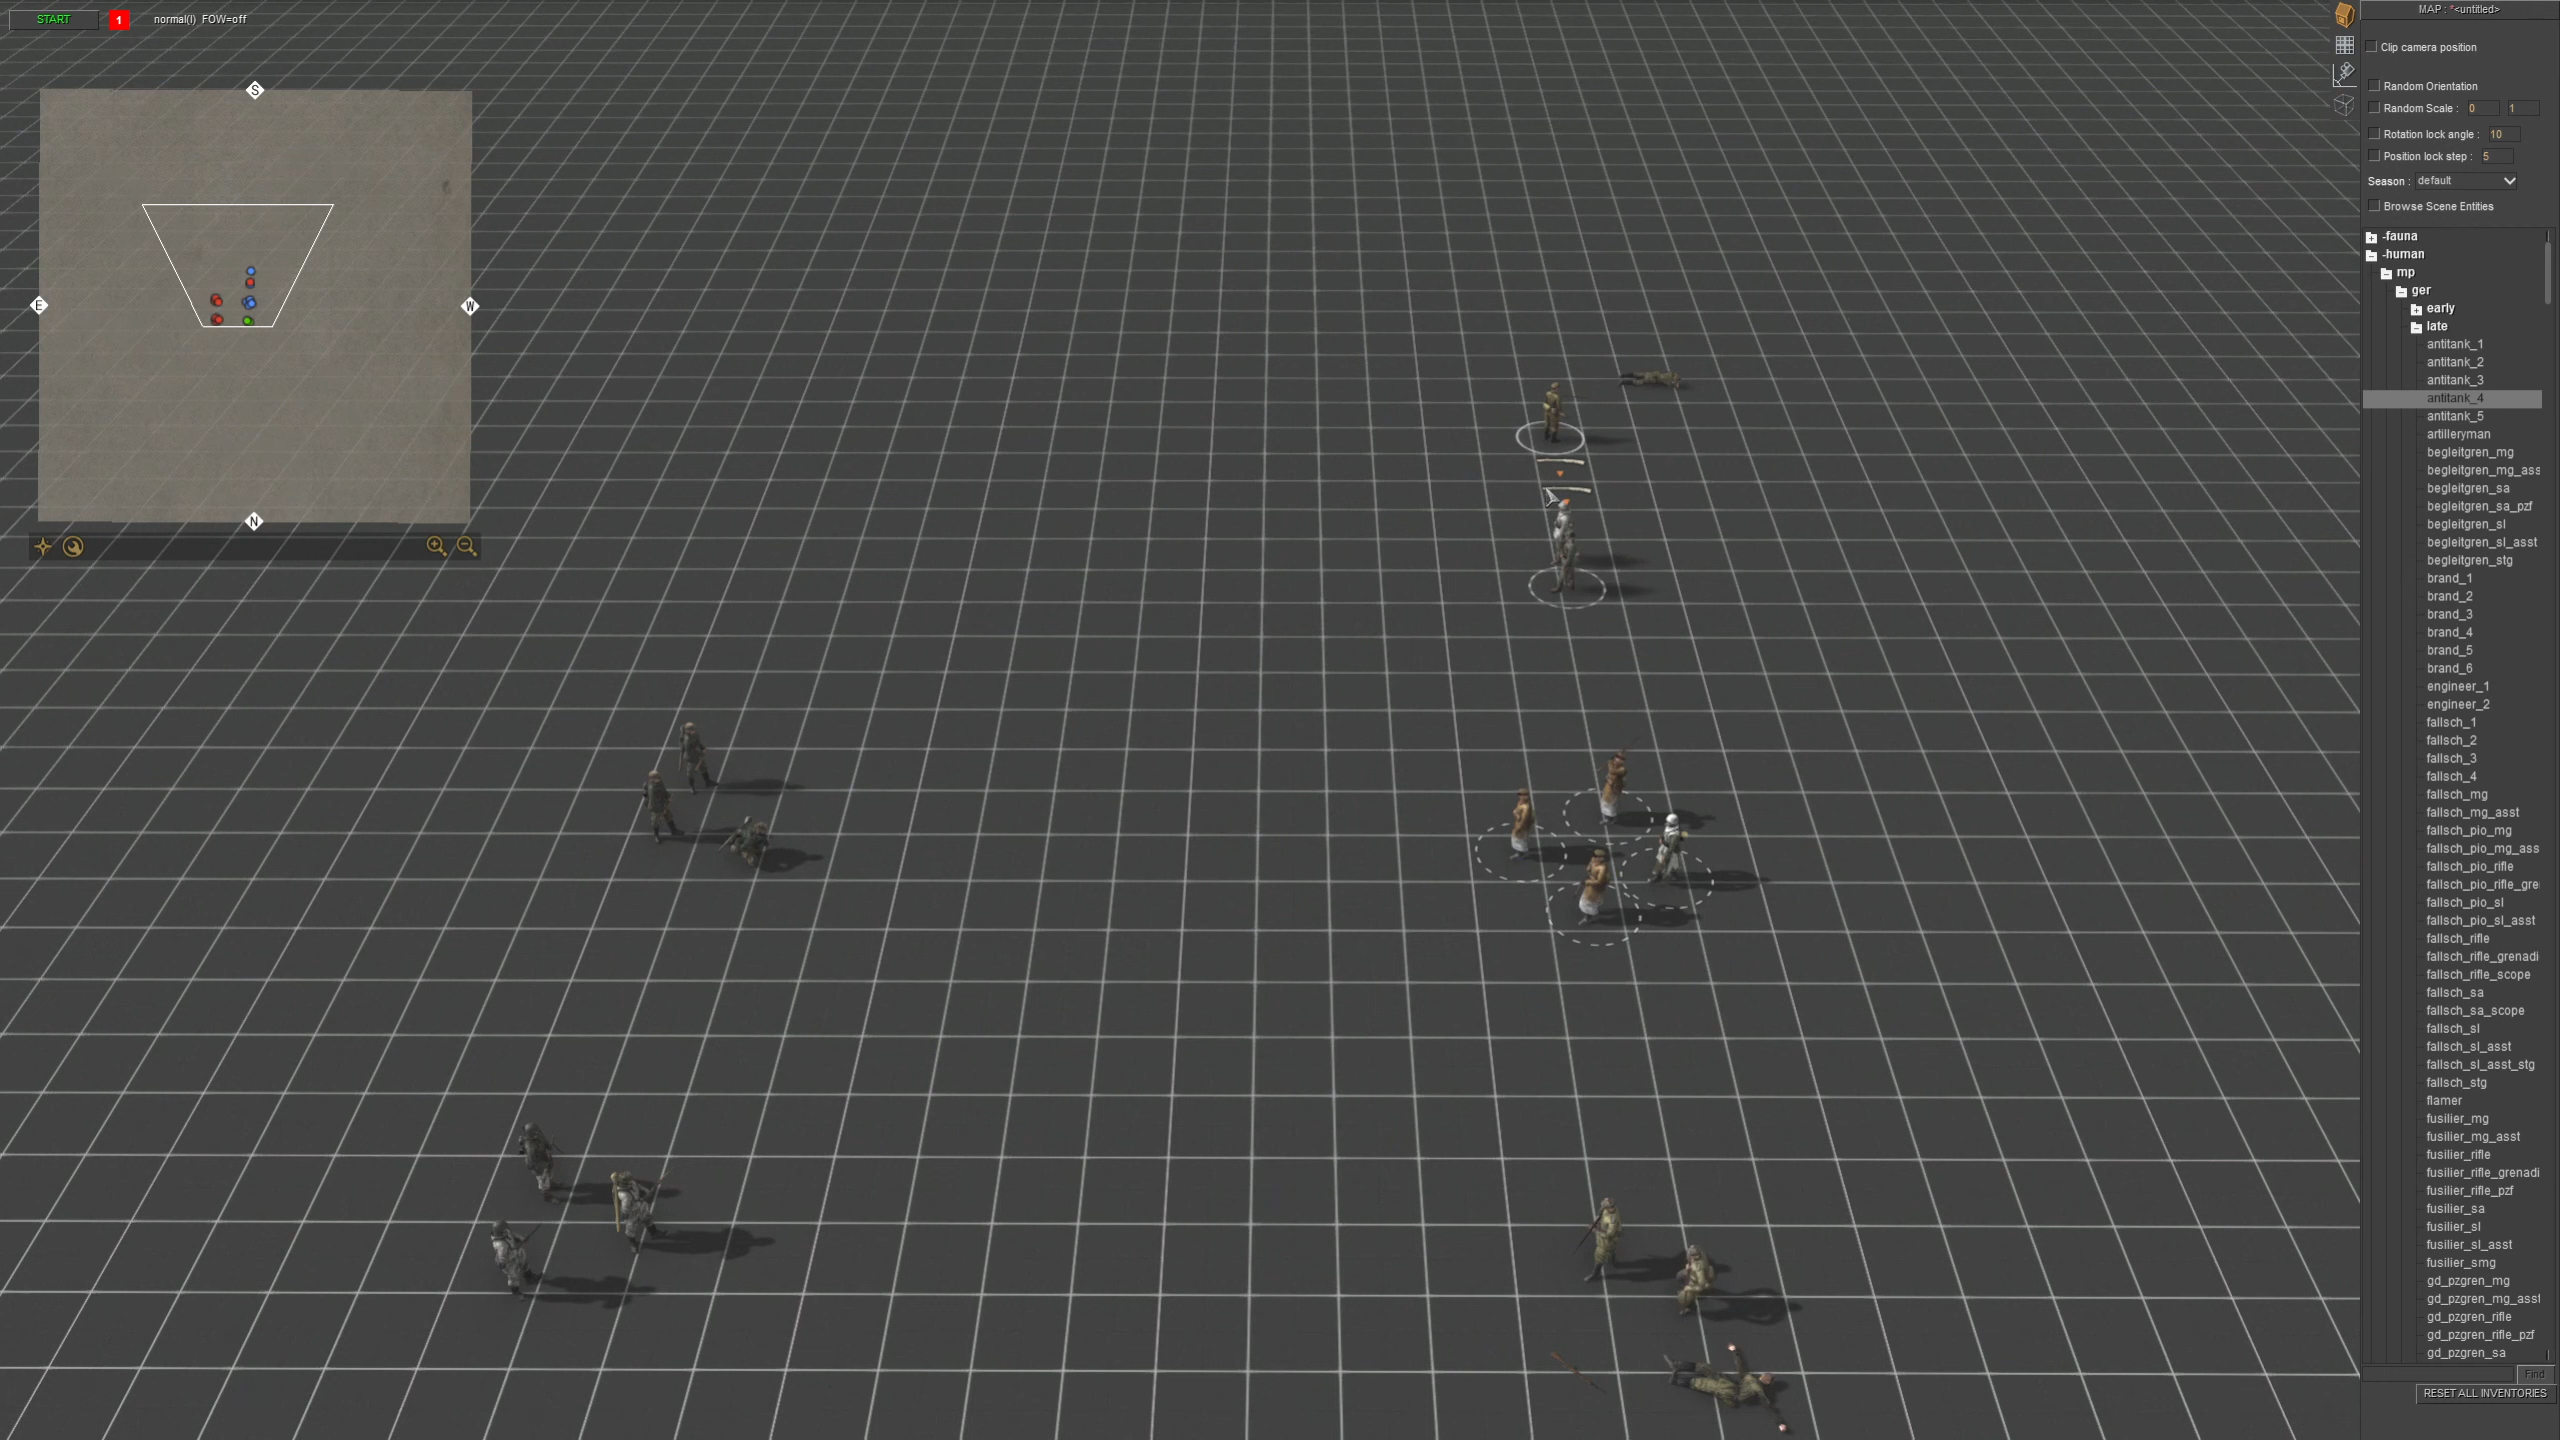 START 1 normal(l) FOW=off
S
E
W
N
MAP : *<untitled>
Clip camera position
Random Orientation
Random Scale : 0 1
Rotation lock angle : 10
Position lock step : 5
Season : default
Browse Scene Entities
-fauna
-human
mp
ger
early
late
antitank_1
antitank_2
antitank_3
antitank_4
antitank_5
artilleryman
begleitgren_mg
begleitgren_mg_ass
begleitgren_sa
begleitgren_sa_pzf
begleitgren_sl
begleitgren_sl_asst
begleitgren_stg
brand_1
brand_2
brand_3
brand_4
brand_5
brand_6
engineer_1
engineer_2
fallsch_1
fallsch_2
fallsch_3
fallsch_4
fallsch_mg
fallsch_mg_asst
fallsch_pio_mg
fallsch_pio_mg_ass
fallsch_pio_rifle
fallsch_pio_rifle_gre
fallsch_pio_sl
fallsch_pio_sl_asst
fallsch_rifle
fallsch_rifle_grenadi
fallsch_rifle_scope
fallsch_sa
fallsch_sa_scope
fallsch_sl
fallsch_sl_asst
fallsch_sl_asst_stg
fallsch_stg
flamer
fusilier_mg
fusilier_mg_asst
fusilier_rifle
fusilier_rifle_grenadi
fusilier_rifle_pzf
fusilier_sa
fusilier_sl
fusilier_sl_asst
fusilier_smg
gd_pzgren_mg
gd_pzgren_mg_asst
gd_pzgren_rifle
gd_pzgren_rifle_pzf
gd_pzgren_sa
Find
RESET ALL INVENTORIES